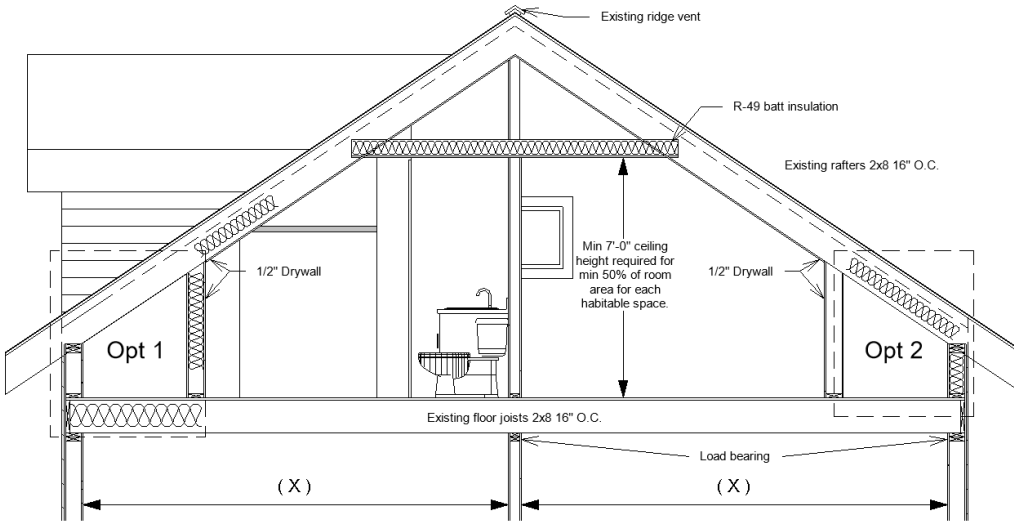 Existing ridge vent
R-49 batt insulation
Existing rafters 2x8 16" O.C.
1/2" Drywall
Min 7'-0" ceiling
height required for
min 50% of room
area for each
habitable space.
1/2" Drywall
Opt 1
Opt 2
Existing floor joists 2x8 16" O.C.
Load bearing
( X )
( X )